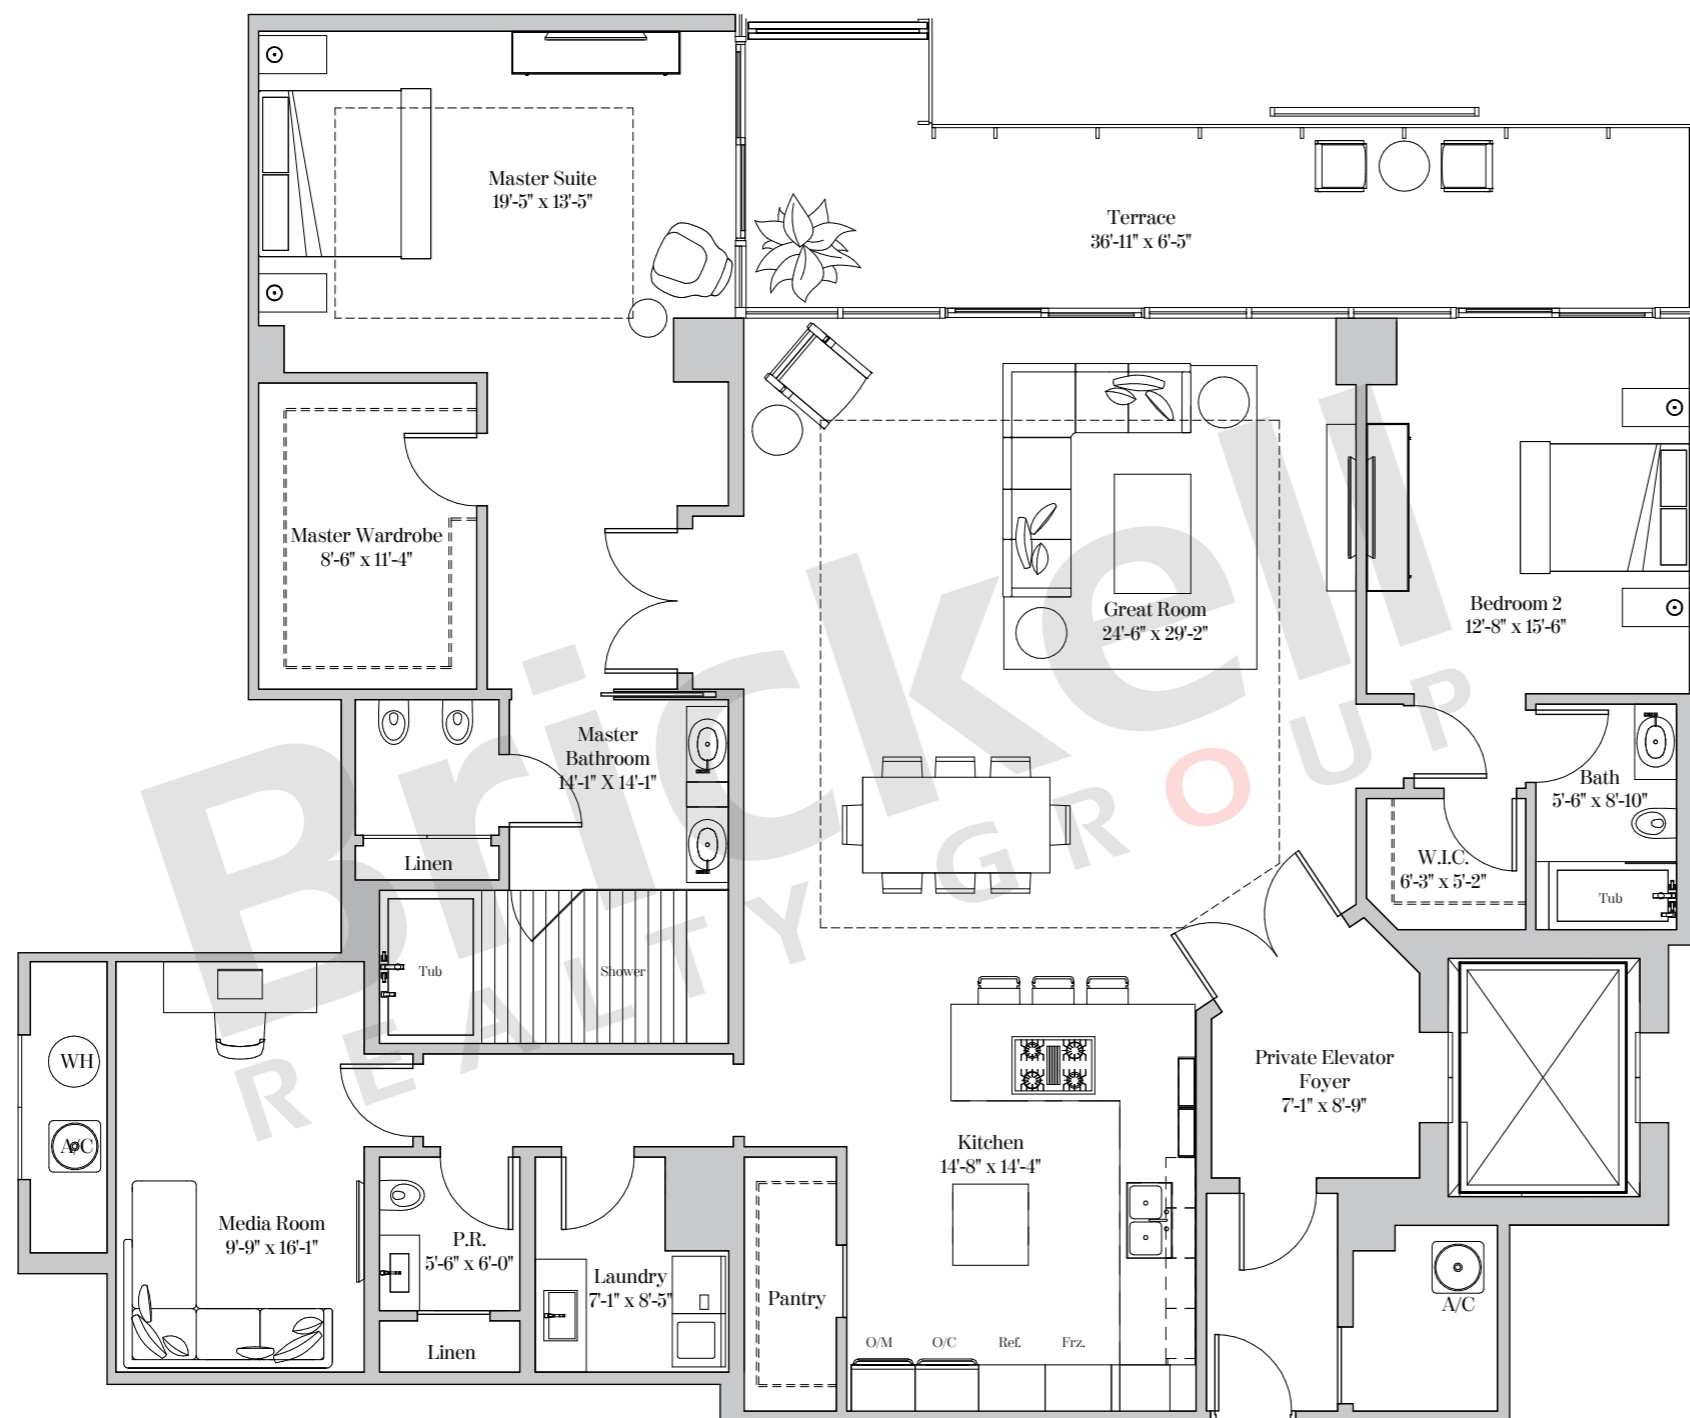 Master Suite
19'-5" x 13'-5"
Terrace
36'-11" x 6'-5"
Master Wardrobe
8'-6" x 11'-4"
Great Room
24'-6" x 29'-2"
Bedroom 2
12'-8" x 15'-6"
Master
Bathroom
14'-1" X 14'-1"
Bath
5'-6" x 8'-10"
Linen
W.I.C.
6'-3" x 5'-2"
Tub
Tub
Shower
Brickell
REALTY GROUP
WH
A/C
Private Elevator
Foyer
7'-1" x 8'-9"
Kitchen
14'-8" x 14'-4"
Media Room
9'-9" x 16'-1"
P.R.
5'-6" x 6'-0"
Laundry
7'-1" x 8'-5"
Pantry
A/C
O/M O/C Ref. Frz.
Linen